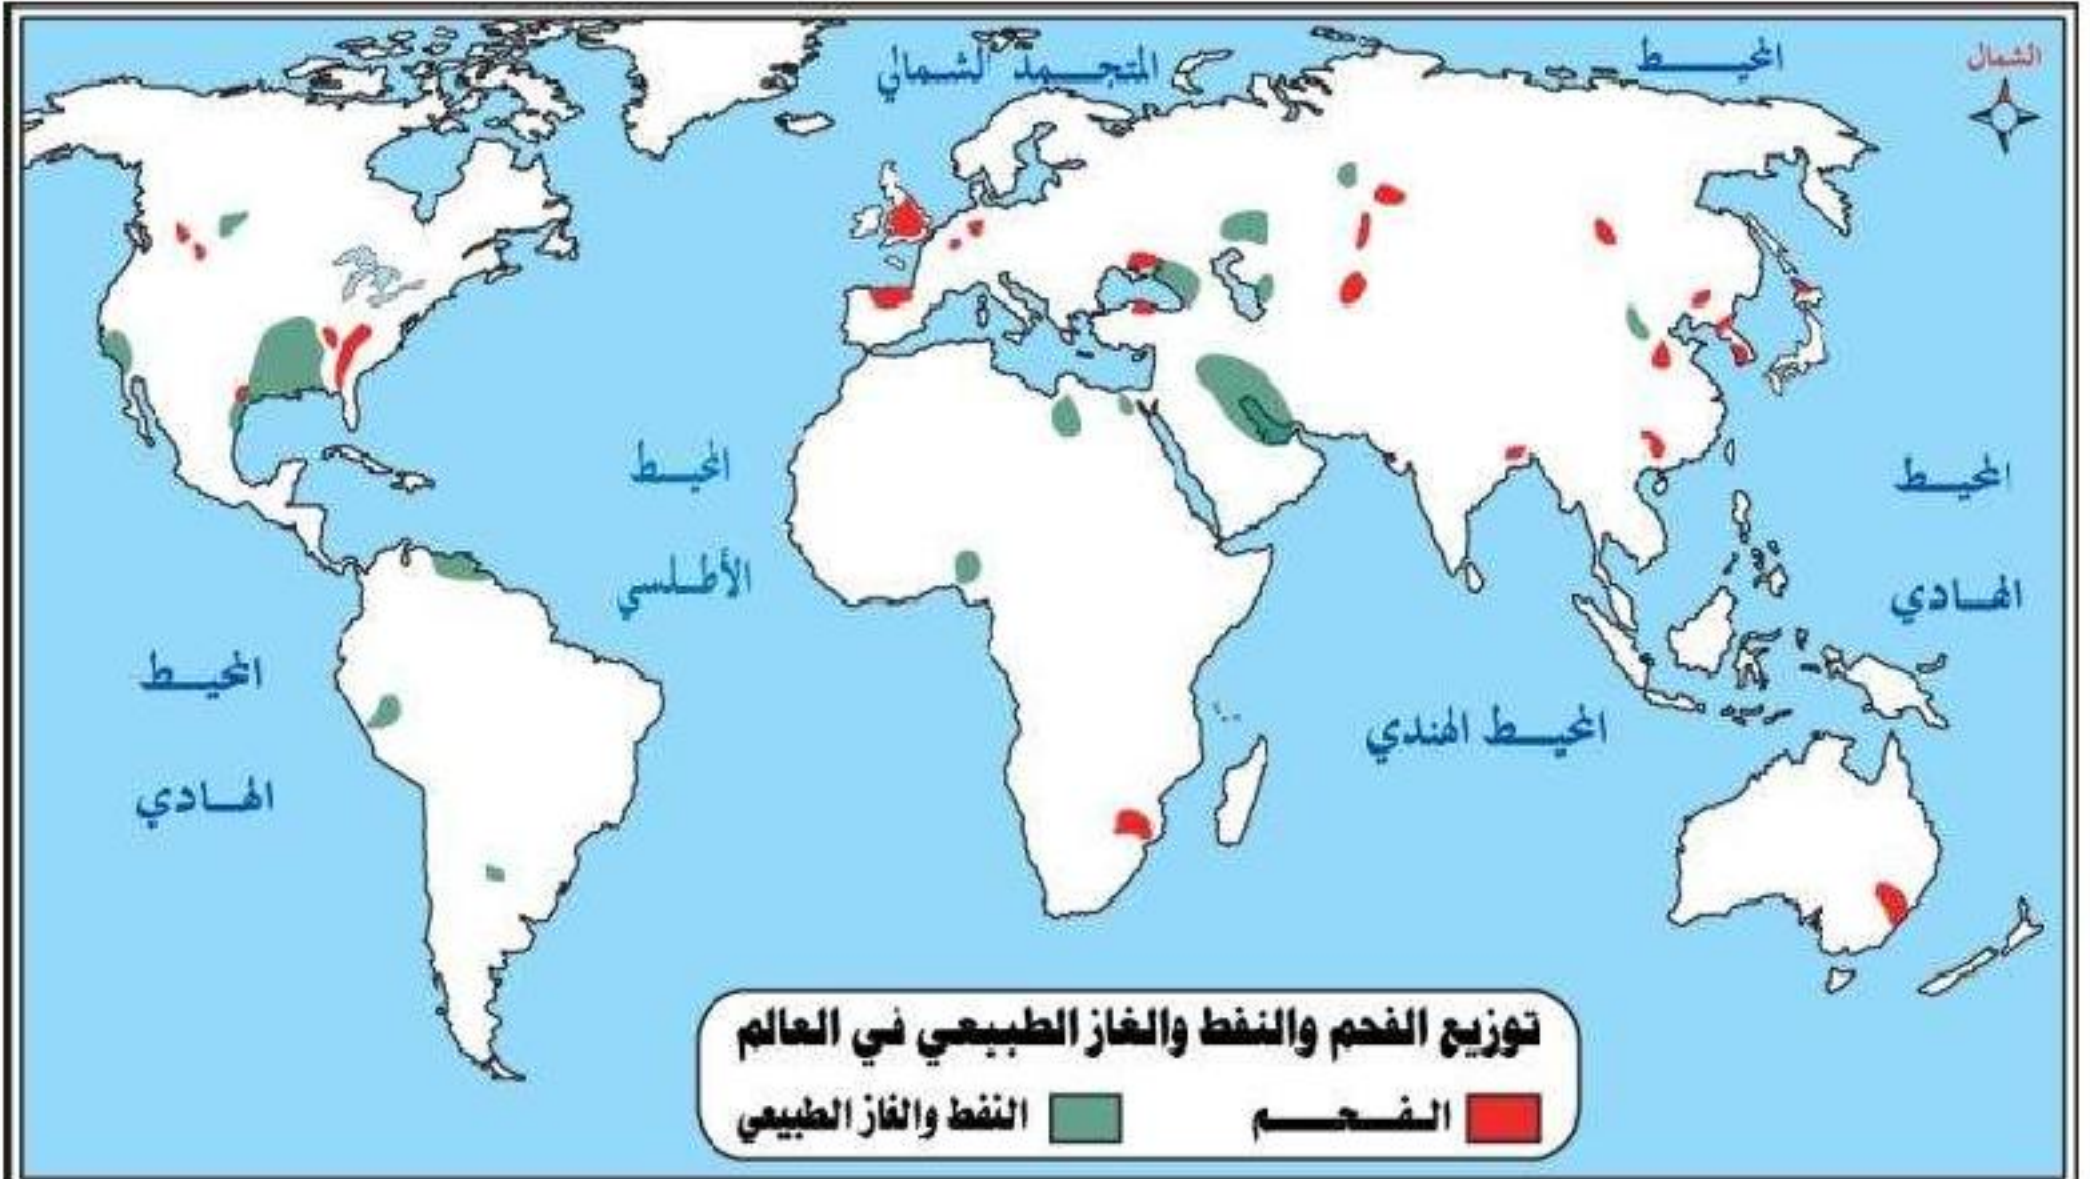 المحيط
المتجمد الشمالي
الشمال
المحيط
الأطلسي
المحيط
الهادي
المحيط
الهادي
المحيط الهندي
توزيع الفحم والنفط والغاز الطبيعي في العالم
الفحم
النفط والغاز الطبيعي